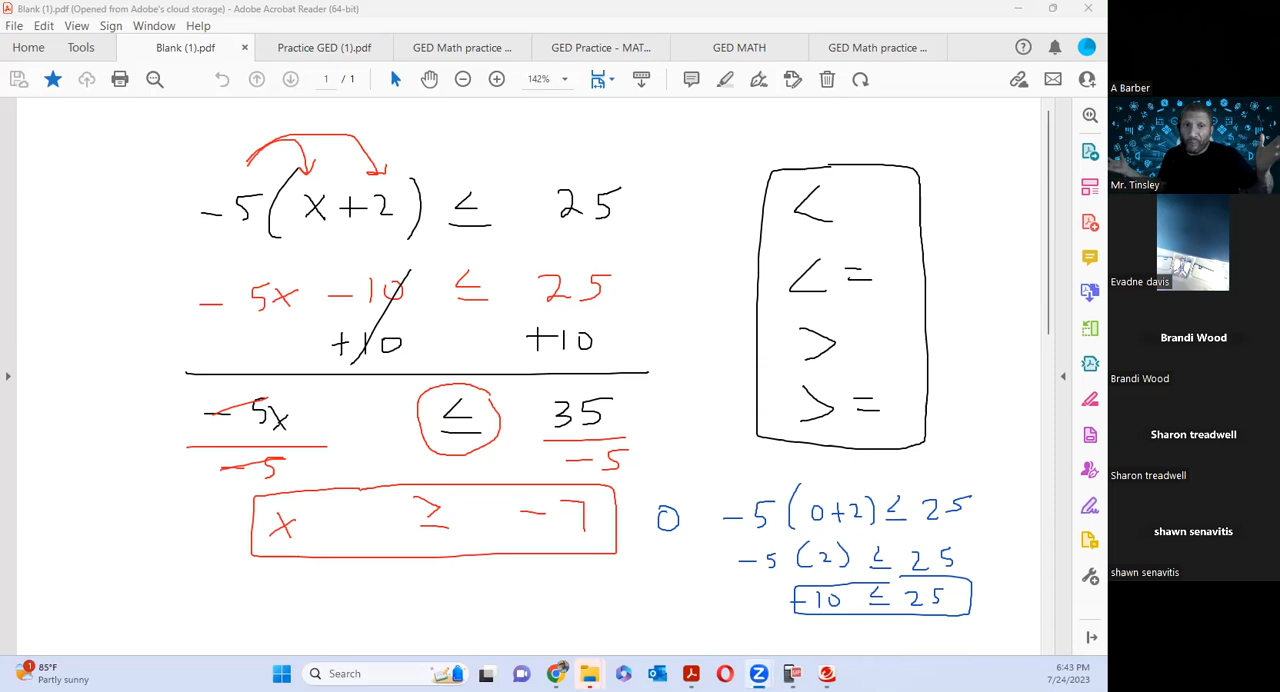 Blank (1).pdf (Opened from Adobe's cloud storage) - Adobe Acrobat Reader (64-bit)
File Edit View Sign Window Help
Home Tools Blank (1).pdf × Practice GED (1).pdf GED Math practice ... GED Practice - MAT... GED MATH GED Math practice ...
1 / 1 142%
A Barber
Mr. Tinsley
Evadne davis
Brandi Wood
Brandi Wood
Sharon treadwell
Sharon treadwell
shawn senavitis
shawn senavitis
-5(x+2) ≤ 25
-5x -10 ≤ 25
+10 +10
-5x ≤ 35
-5 -5
x ≥ -7
<
<=
>
>=
0 -5(0+2) ≤ 25
-5(2) ≤ 25
-10 ≤ 25
1
85°F
Partly sunny
Search
6:43 PM
7/24/2023